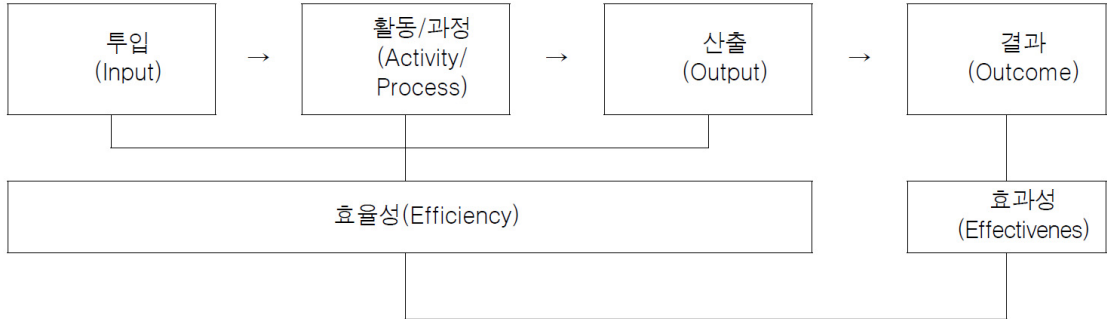 투입
(Input)
→
활동/과정
(Activity/
Process)
→
산출
(Output)
→
결과
(Outcome)
효율성(Efficiency)
효과성
(Effectivenes)